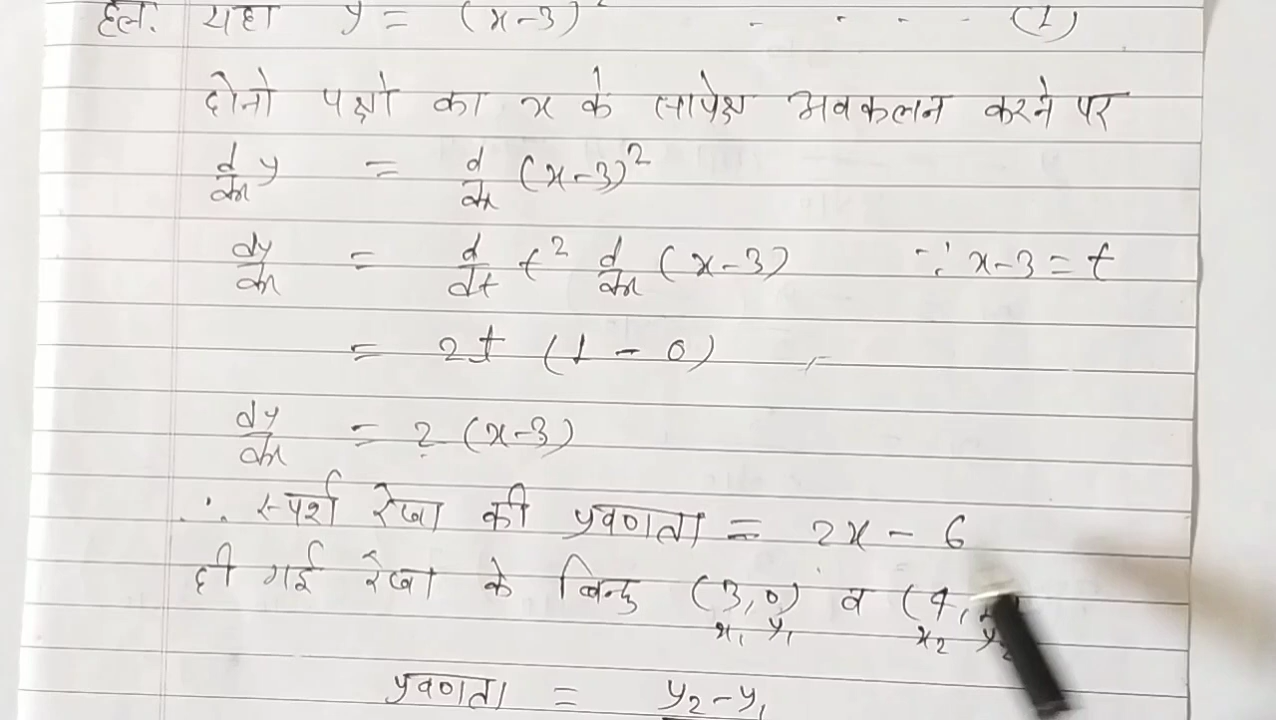 हल: यहा y = (x-3)² - - - - (1)
दोनो पक्षो का x के सापेक्ष अवकलन करने पर
d/dx y = d/dx (x-3)²
dy/dx = d/dt t² d/dx (x-3) ∵ x-3 = t
= 2t (1 - 0)
dy/dx = 2 (x-3)
∴ स्पर्श रेखा की प्रवणता = 2x - 6
दी गई रेखा के बिन्दु (3,0) व (4,
x₁ y₁ x₂ y₂
प्रवणता = y₂-y₁